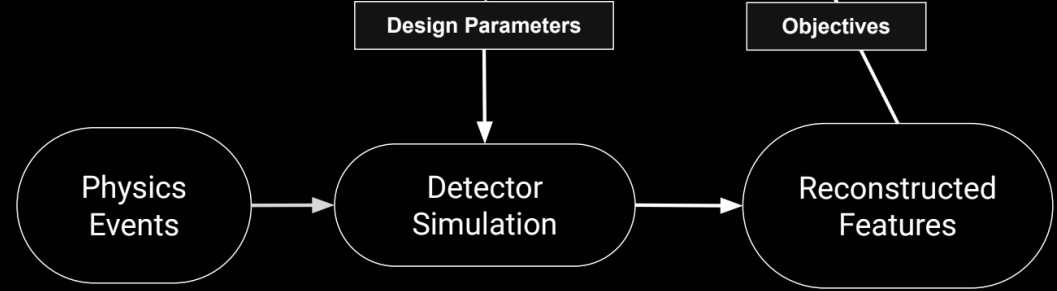 Design Parameters
Objectives
Physics
Events
Detector
Simulation
Reconstructed
Features